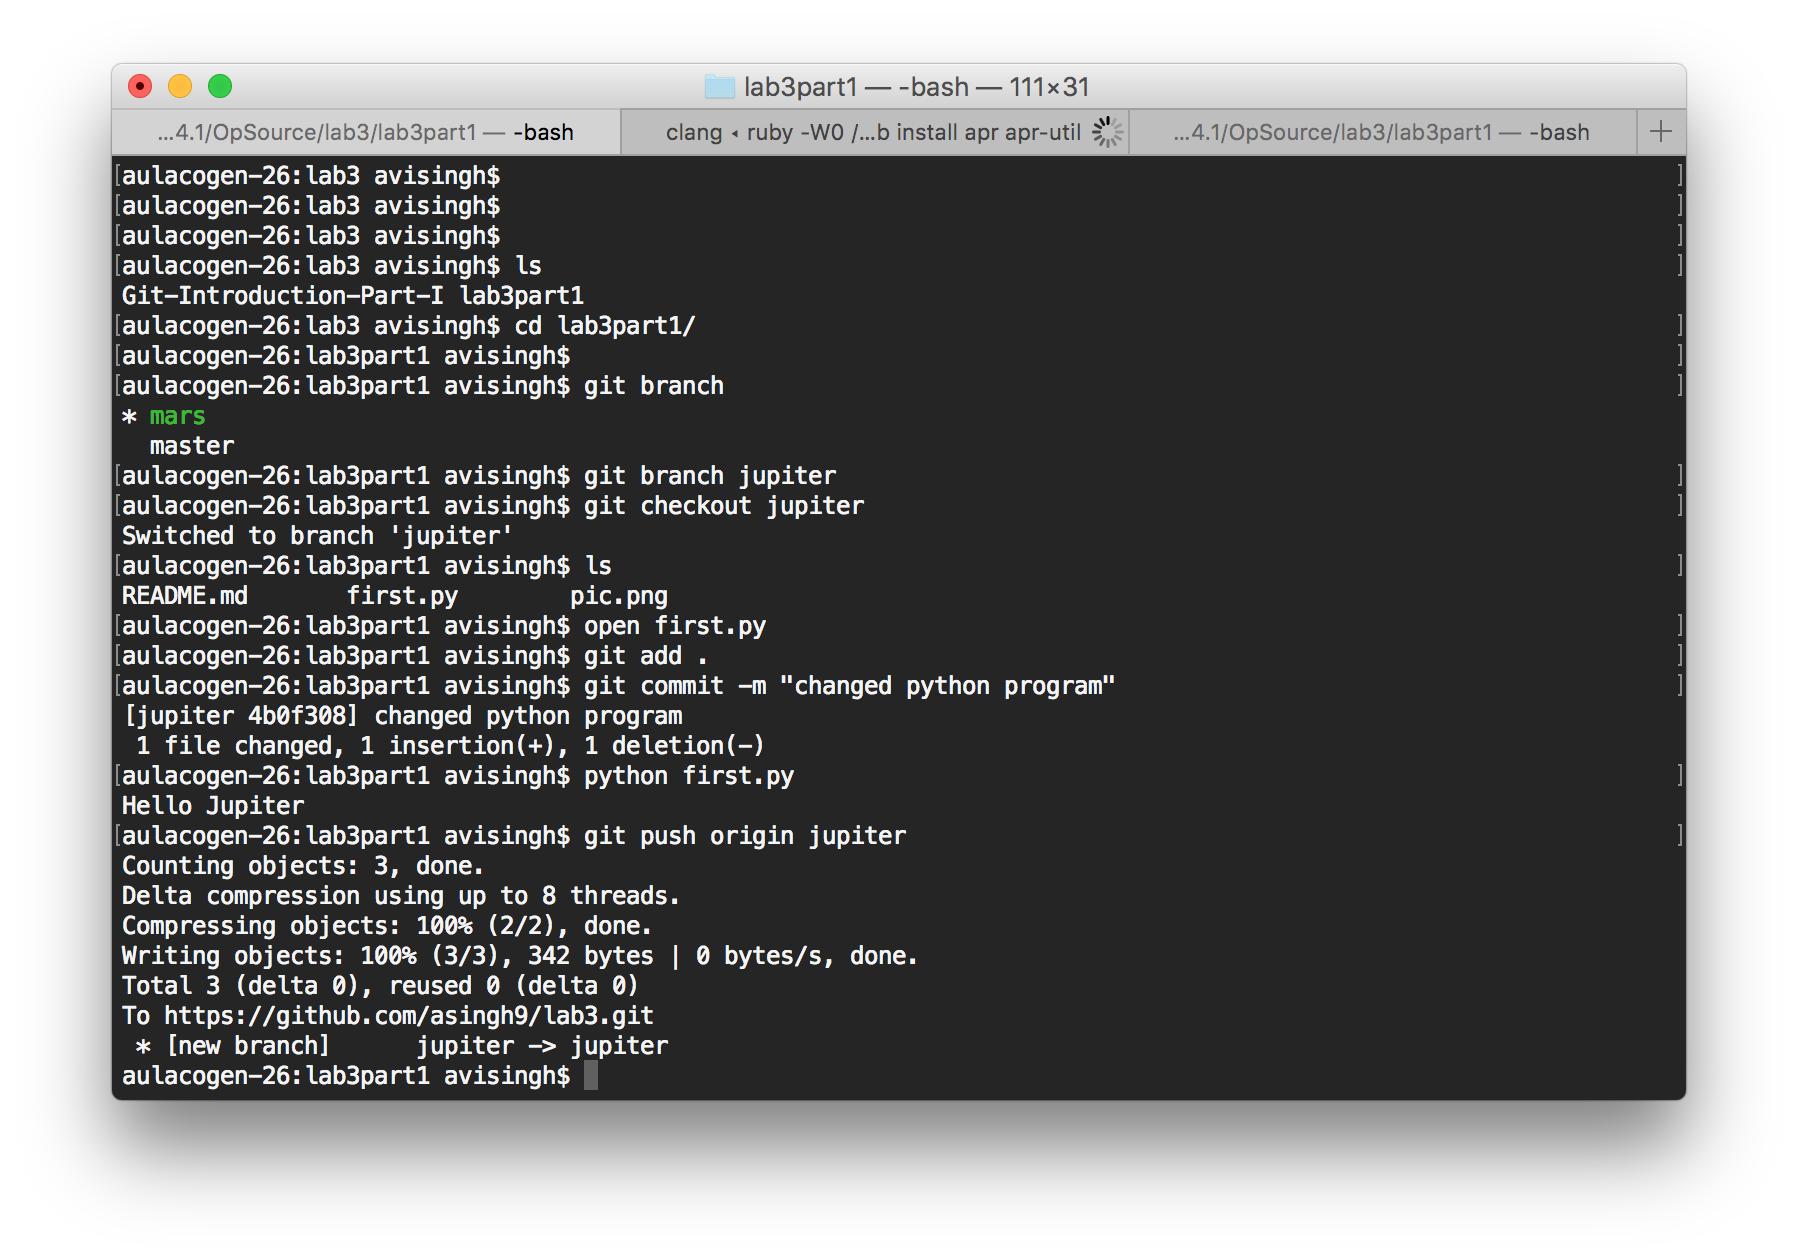 lab3part1 — -bash — 111×31
...4.1/OpSource/lab3/lab3part1 — -bash
clang ◂ ruby -W0 /...b install apr apr-util
...4.1/OpSource/lab3/lab3part1 — -bash
[aulacogen-26:lab3 avisingh$ ]
[aulacogen-26:lab3 avisingh$ ]
[aulacogen-26:lab3 avisingh$ ]
[aulacogen-26:lab3 avisingh$ ls ]
Git-Introduction-Part-I lab3part1
[aulacogen-26:lab3 avisingh$ cd lab3part1/ ]
[aulacogen-26:lab3part1 avisingh$ ]
[aulacogen-26:lab3part1 avisingh$ git branch ]
* mars
  master
[aulacogen-26:lab3part1 avisingh$ git branch jupiter ]
[aulacogen-26:lab3part1 avisingh$ git checkout jupiter ]
Switched to branch 'jupiter'
[aulacogen-26:lab3part1 avisingh$ ls ]
README.md       first.py        pic.png
[aulacogen-26:lab3part1 avisingh$ open first.py ]
[aulacogen-26:lab3part1 avisingh$ git add . ]
[aulacogen-26:lab3part1 avisingh$ git commit -m "changed python program" ]
[jupiter 4b0f308] changed python program
 1 file changed, 1 insertion(+), 1 deletion(-)
[aulacogen-26:lab3part1 avisingh$ python first.py ]
Hello Jupiter
[aulacogen-26:lab3part1 avisingh$ git push origin jupiter ]
Counting objects: 3, done.
Delta compression using up to 8 threads.
Compressing objects: 100% (2/2), done.
Writing objects: 100% (3/3), 342 bytes | 0 bytes/s, done.
Total 3 (delta 0), reused 0 (delta 0)
To https://github.com/asingh9/lab3.git
 * [new branch]      jupiter -> jupiter
aulacogen-26:lab3part1 avisingh$